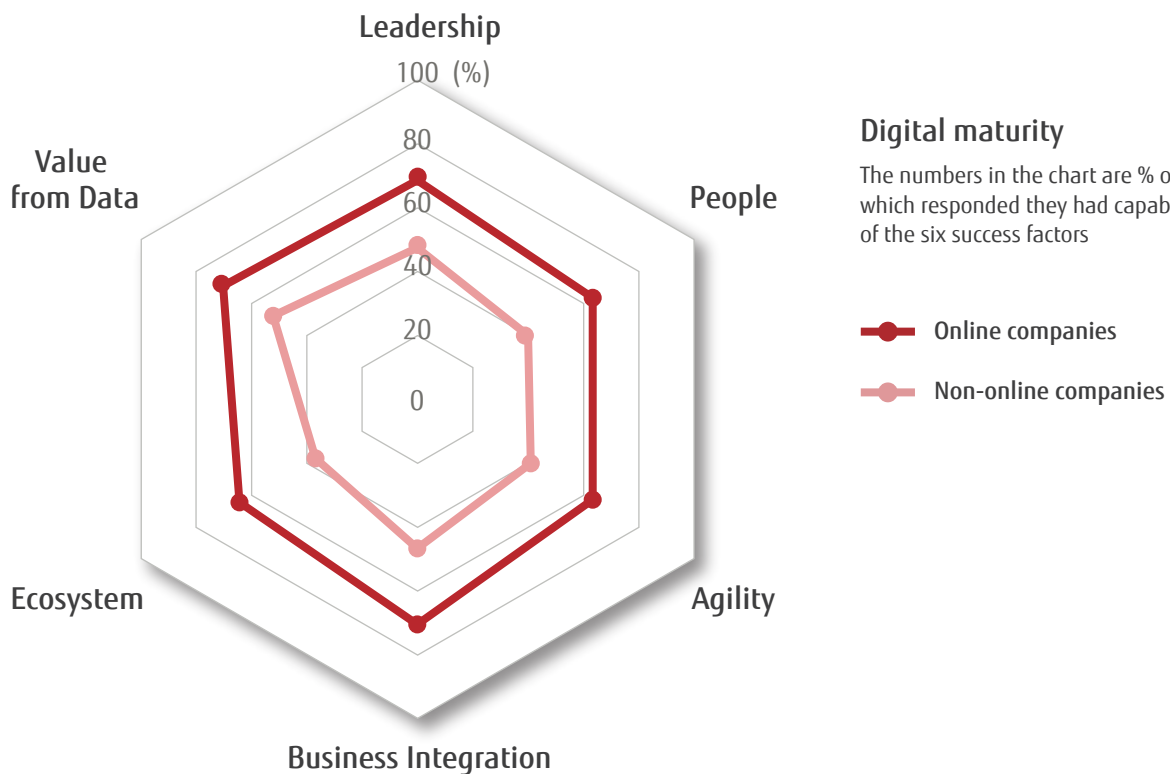 Leadership
100 (%)
80
60
40
20
0
Value
from Data
People
Ecosystem
Agility
Business Integration
Digital maturity
The numbers in the chart are % o
which responded they had capab
of the six success factors
Online companies
Non-online companies